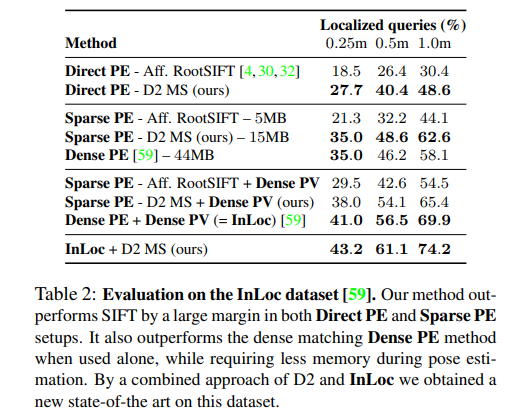 Localized queries (%)
Method 0.25m 0.5m 1.0m
Direct PE - Aff. RootSIFT [4, 30, 32] 18.5 26.4 30.4
Direct PE - D2 MS (ours) 27.7 40.4 48.6
Sparse PE - Aff. RootSIFT – 5MB 21.3 32.2 44.1
Sparse PE - D2 MS (ours) – 15MB 35.0 48.6 62.6
Dense PE [59] – 44MB 35.0 46.2 58.1
Sparse PE - Aff. RootSIFT + Dense PV 29.5 42.6 54.5
Sparse PE - D2 MS + Dense PV (ours) 38.0 54.1 65.4
Dense PE + Dense PV (= InLoc) [59] 41.0 56.5 69.9
InLoc + D2 MS (ours) 43.2 61.1 74.2
Table 2: Evaluation on the InLoc dataset [59]. Our method out-
performs SIFT by a large margin in both Direct PE and Sparse PE
setups. It also outperforms the dense matching Dense PE method
when used alone, while requiring less memory during pose esti-
mation. By a combined approach of D2 and InLoc we obtained a
new state-of-the art on this dataset.